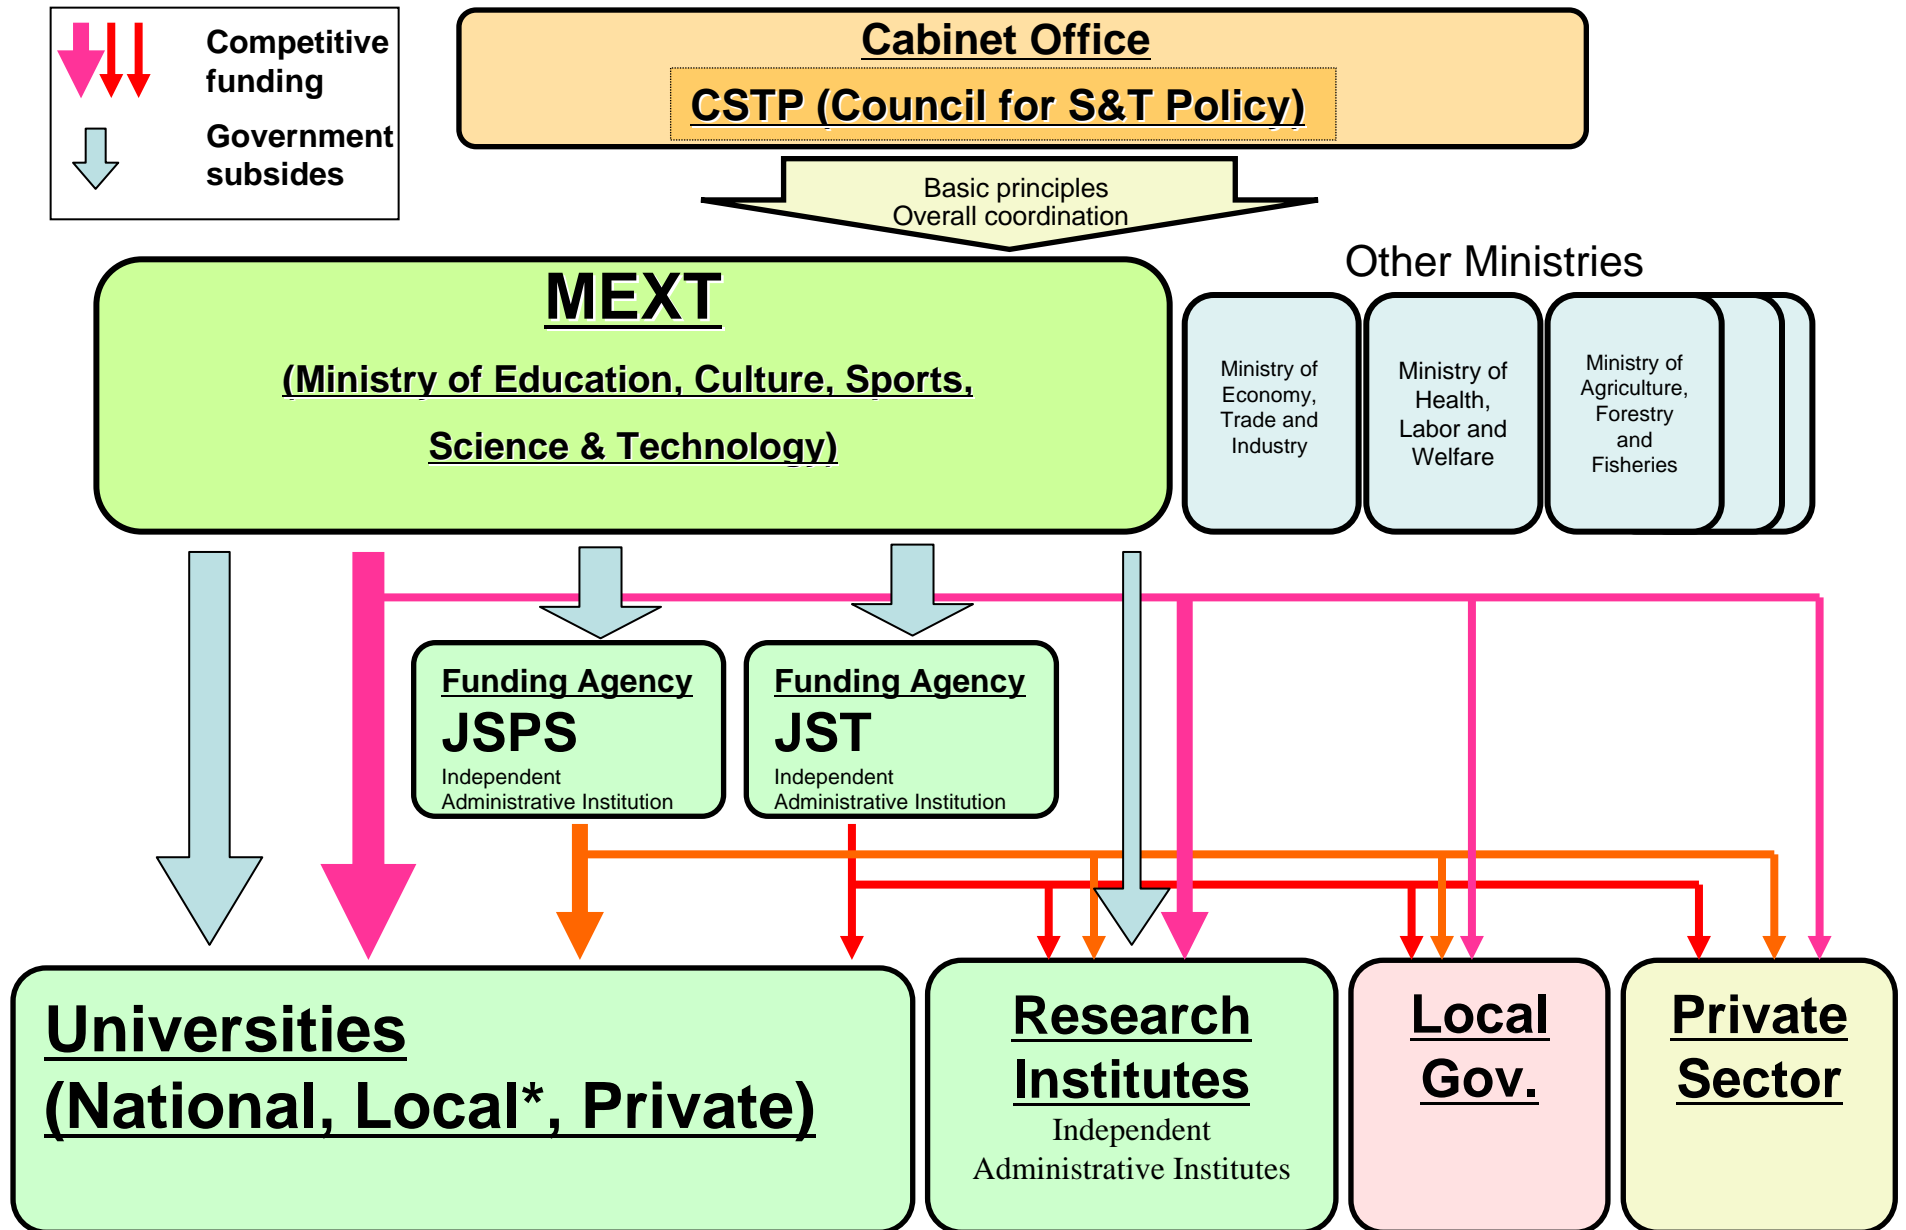 Competitive
funding
Government
subsides
Cabinet Office
CSTP (Council for S&T Policy)
Basic principles
Overall coordination
MEXT
(Ministry of Education, Culture, Sports,
Science & Technology)
Other Ministries
Ministry of
Economy,
Trade and
Industry
Ministry of
Health,
Labor and
Welfare
Ministry of
Agriculture,
Forestry
and
Fisheries
Funding Agency
JSPS
Independent
Administrative Institution
Funding Agency
JST
Independent
Administrative Institution
Universities
(National, Local*, Private)
Research
Institutes
Independent
Administrative Institutes
Local
Gov.
Private
Sector